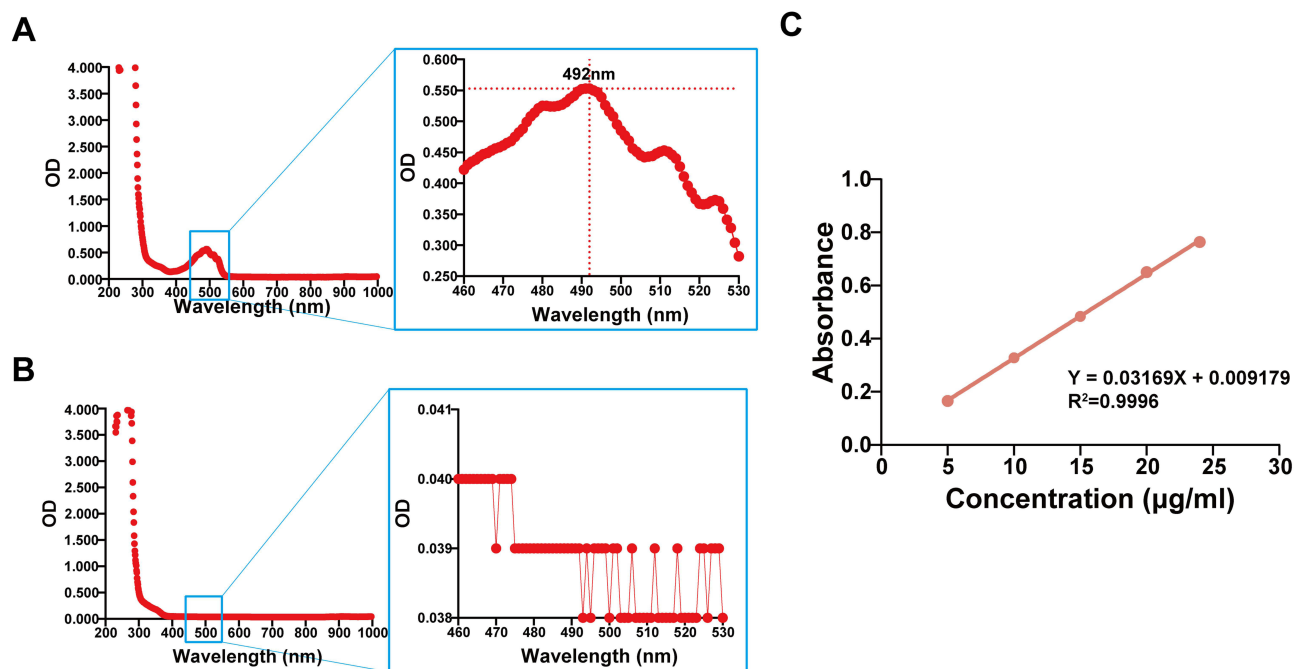 A
4.000
3.500
3.000
2.500
2.000
1.500
1.000
0.500
0.000
OD
200 300 400 500 600 700 800 900 1000
Wavelength (nm)
0.600
0.550
0.500
0.450
0.400
0.350
0.300
0.250
OD
492nm
460 470 480 490 500 510 520 530
Wavelength (nm)
B
4.000
3.500
3.000
2.500
2.000
1.500
1.000
0.500
0.000
OD
200 300 400 500 600 700 800 900 1000
Wavelength (nm)
0.041
0.040
0.039
0.038
OD
460 470 480 490 500 510 520 530
Wavelength (nm)
C
1.0
0.8
0.6
0.4
0.2
0.0
Absorbance
Y = 0.03169X + 0.009179
R²=0.9996
0 5 10 15 20 25 30
Concentration (μg/ml)